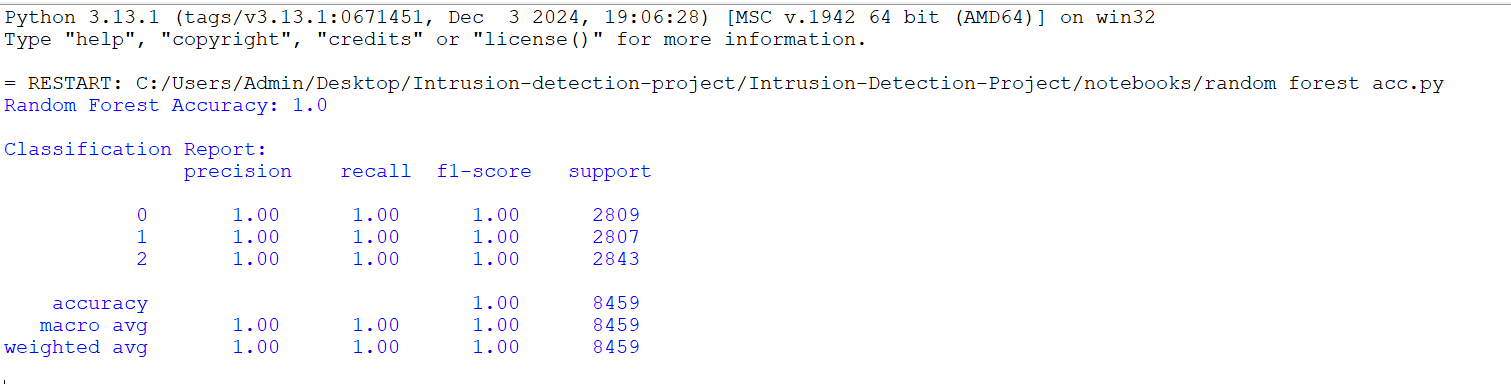 Python 3.13.1 (tags/v3.13.1:0671451, Dec  3 2024, 19:06:28) [MSC v.1942 64 bit (AMD64)] on win32
Type "help", "copyright", "credits" or "license()" for more information.
= RESTART: C:/Users/Admin/Desktop/Intrusion-detection-project/Intrusion-Detection-Project/notebooks/random forest acc.py
Random Forest Accuracy: 1.0
Classification Report:
               precision    recall  f1-score   support
           0       1.00      1.00      1.00      2809
           1       1.00      1.00      1.00      2807
           2       1.00      1.00      1.00      2843
    accuracy                           1.00      8459
   macro avg       1.00      1.00      1.00      8459
weighted avg       1.00      1.00      1.00      8459